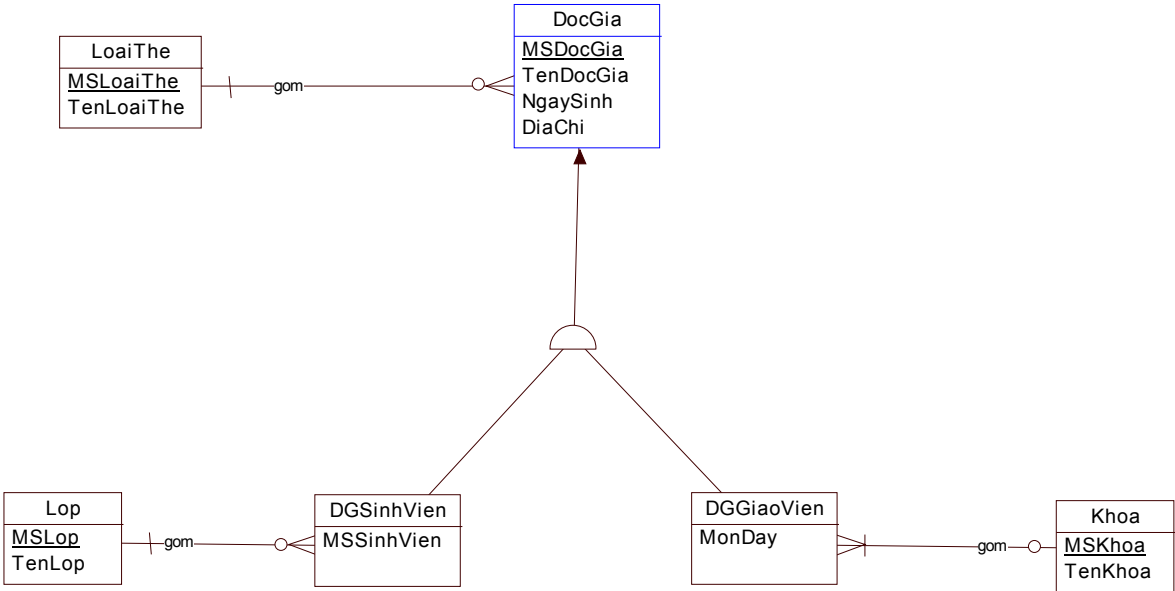 DocGia
MSDocGia
TenDocGia
NgaySinh
DiaChi
LoaiThe
MSLoaiThe
TenLoaiThe
gom
Lop
MSLop
TenLop
gom
DGSinhVien
MSSinhVien
DGGiaoVien
MonDay
gom
Khoa
MSKhoa
TenKhoa